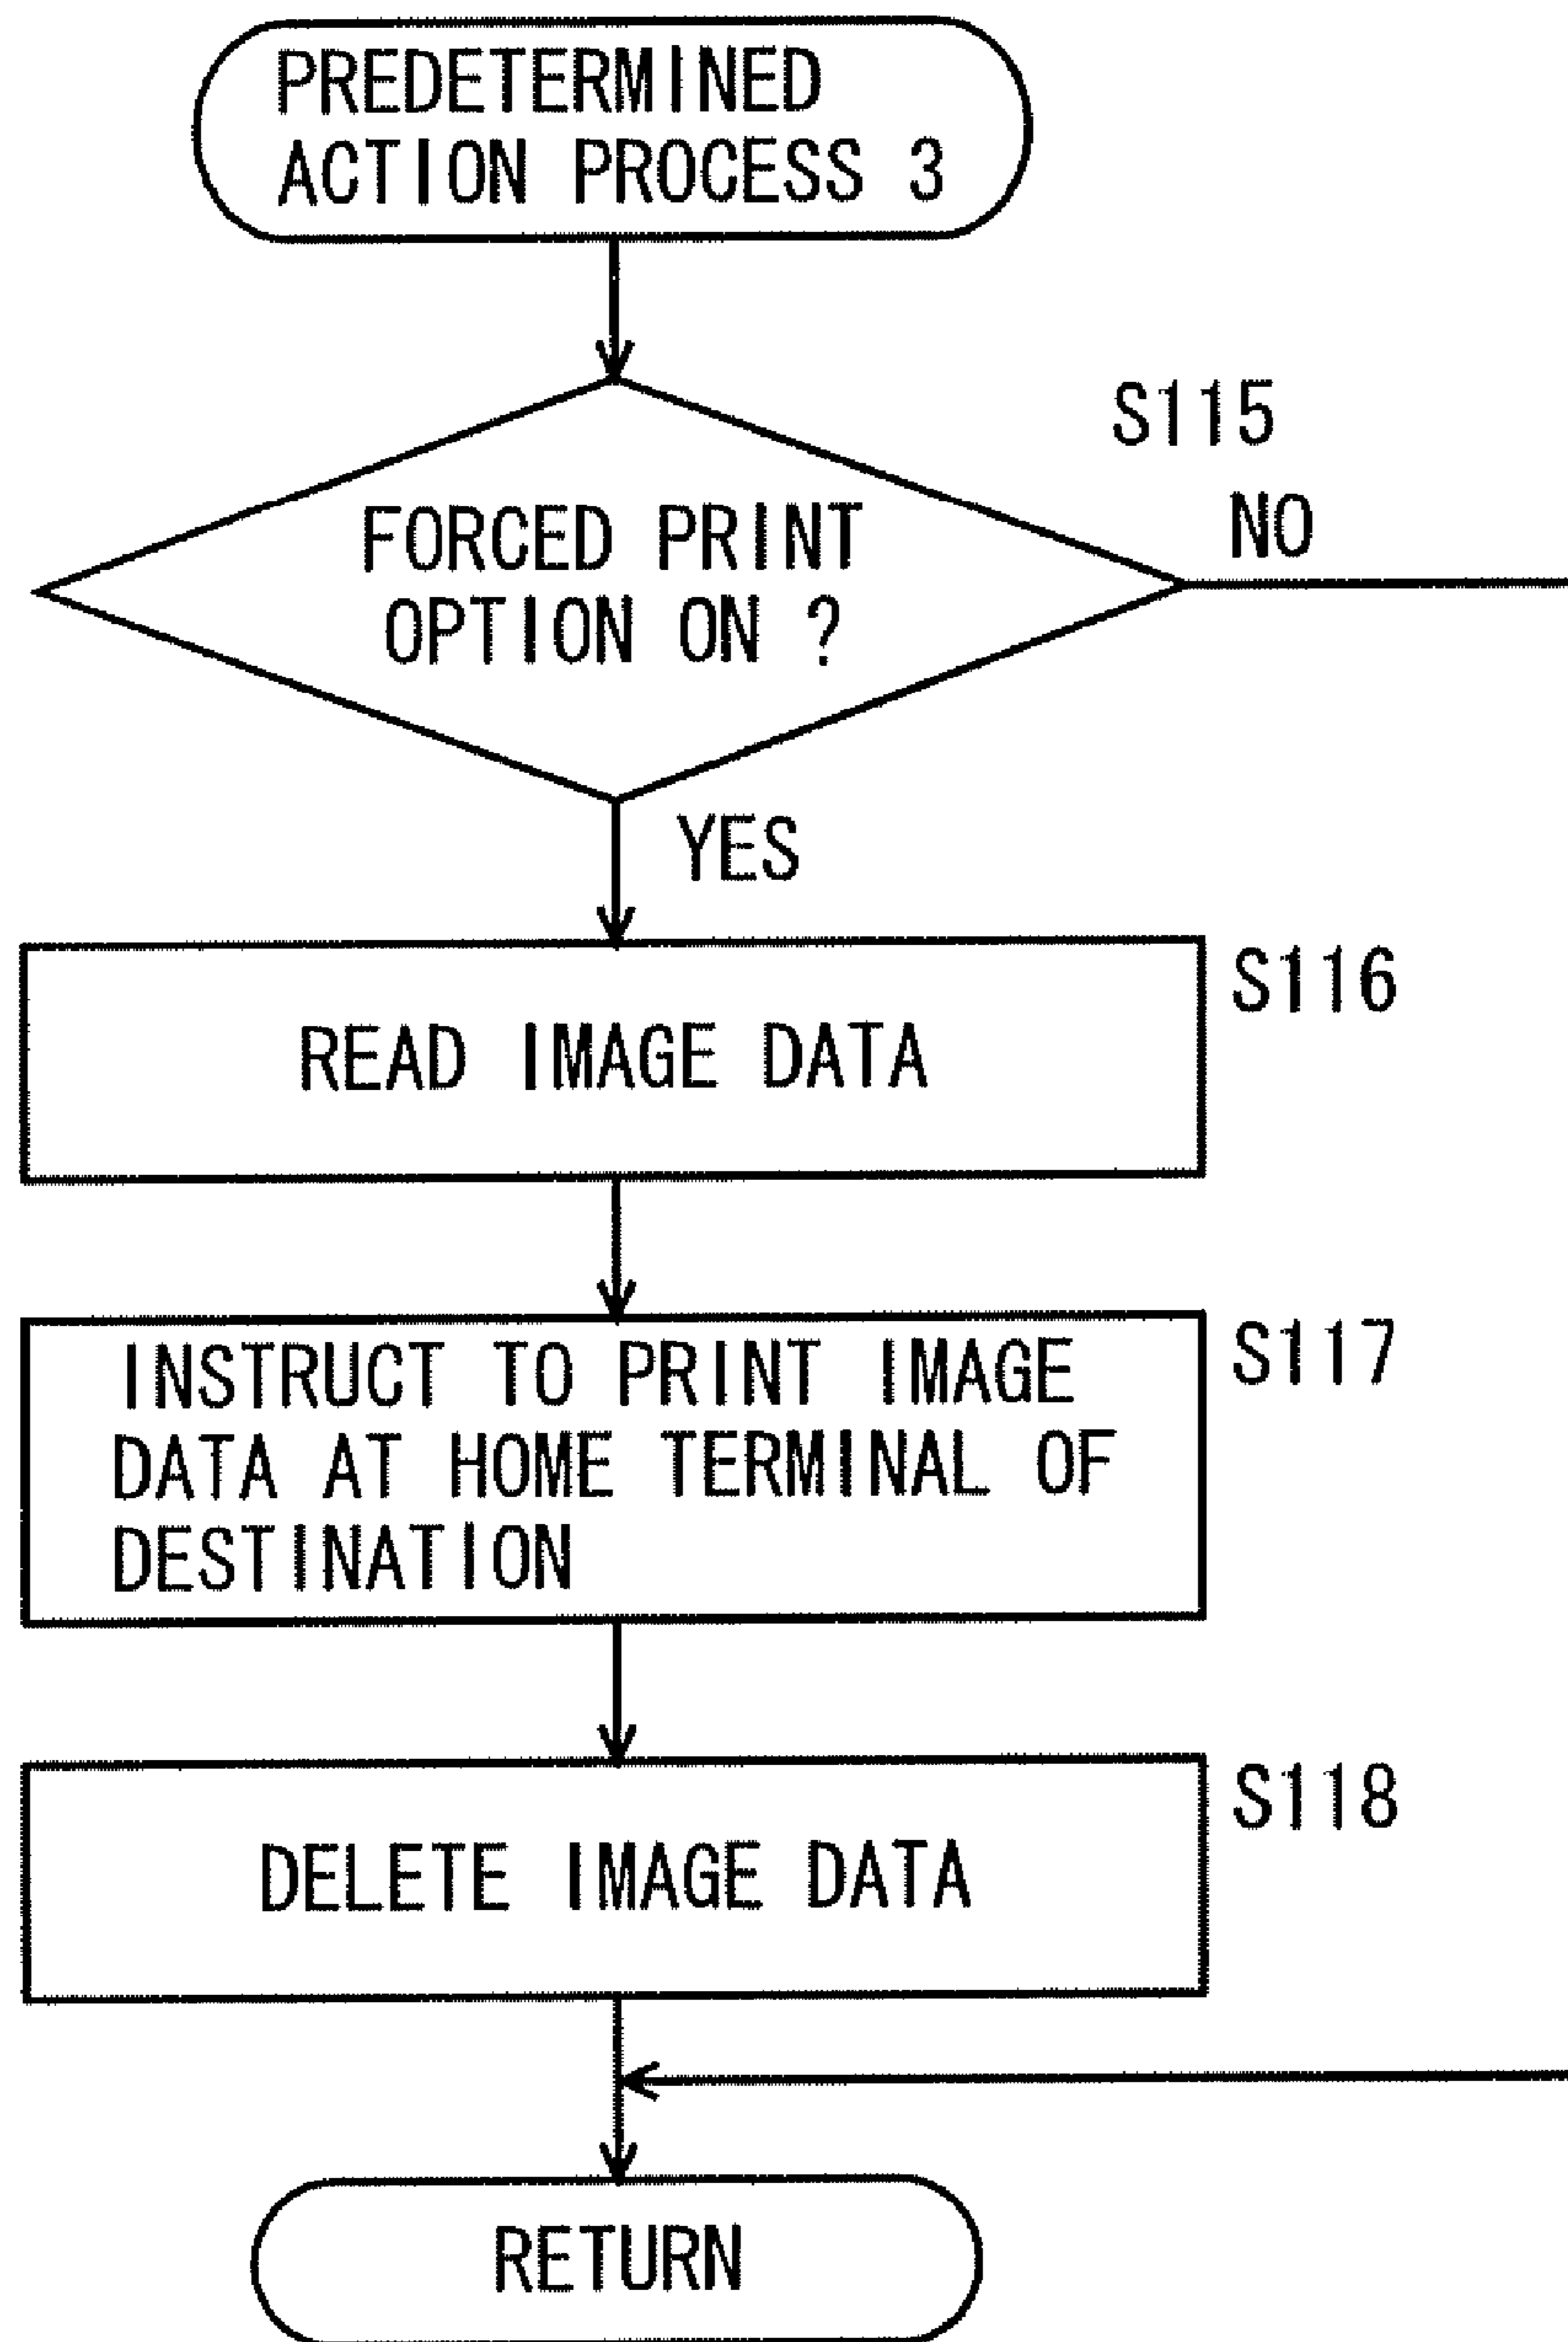 PREDETERMINED
ACTION PROCESS 3
S115
FORCED PRINT
OPTION ON ?
NO
YES
S116
READ IMAGE DATA
S117
INSTRUCT TO PRINT IMAGE
DATA AT HOME TERMINAL OF
DESTINATION
S118
DELETE IMAGE DATA
RETURN